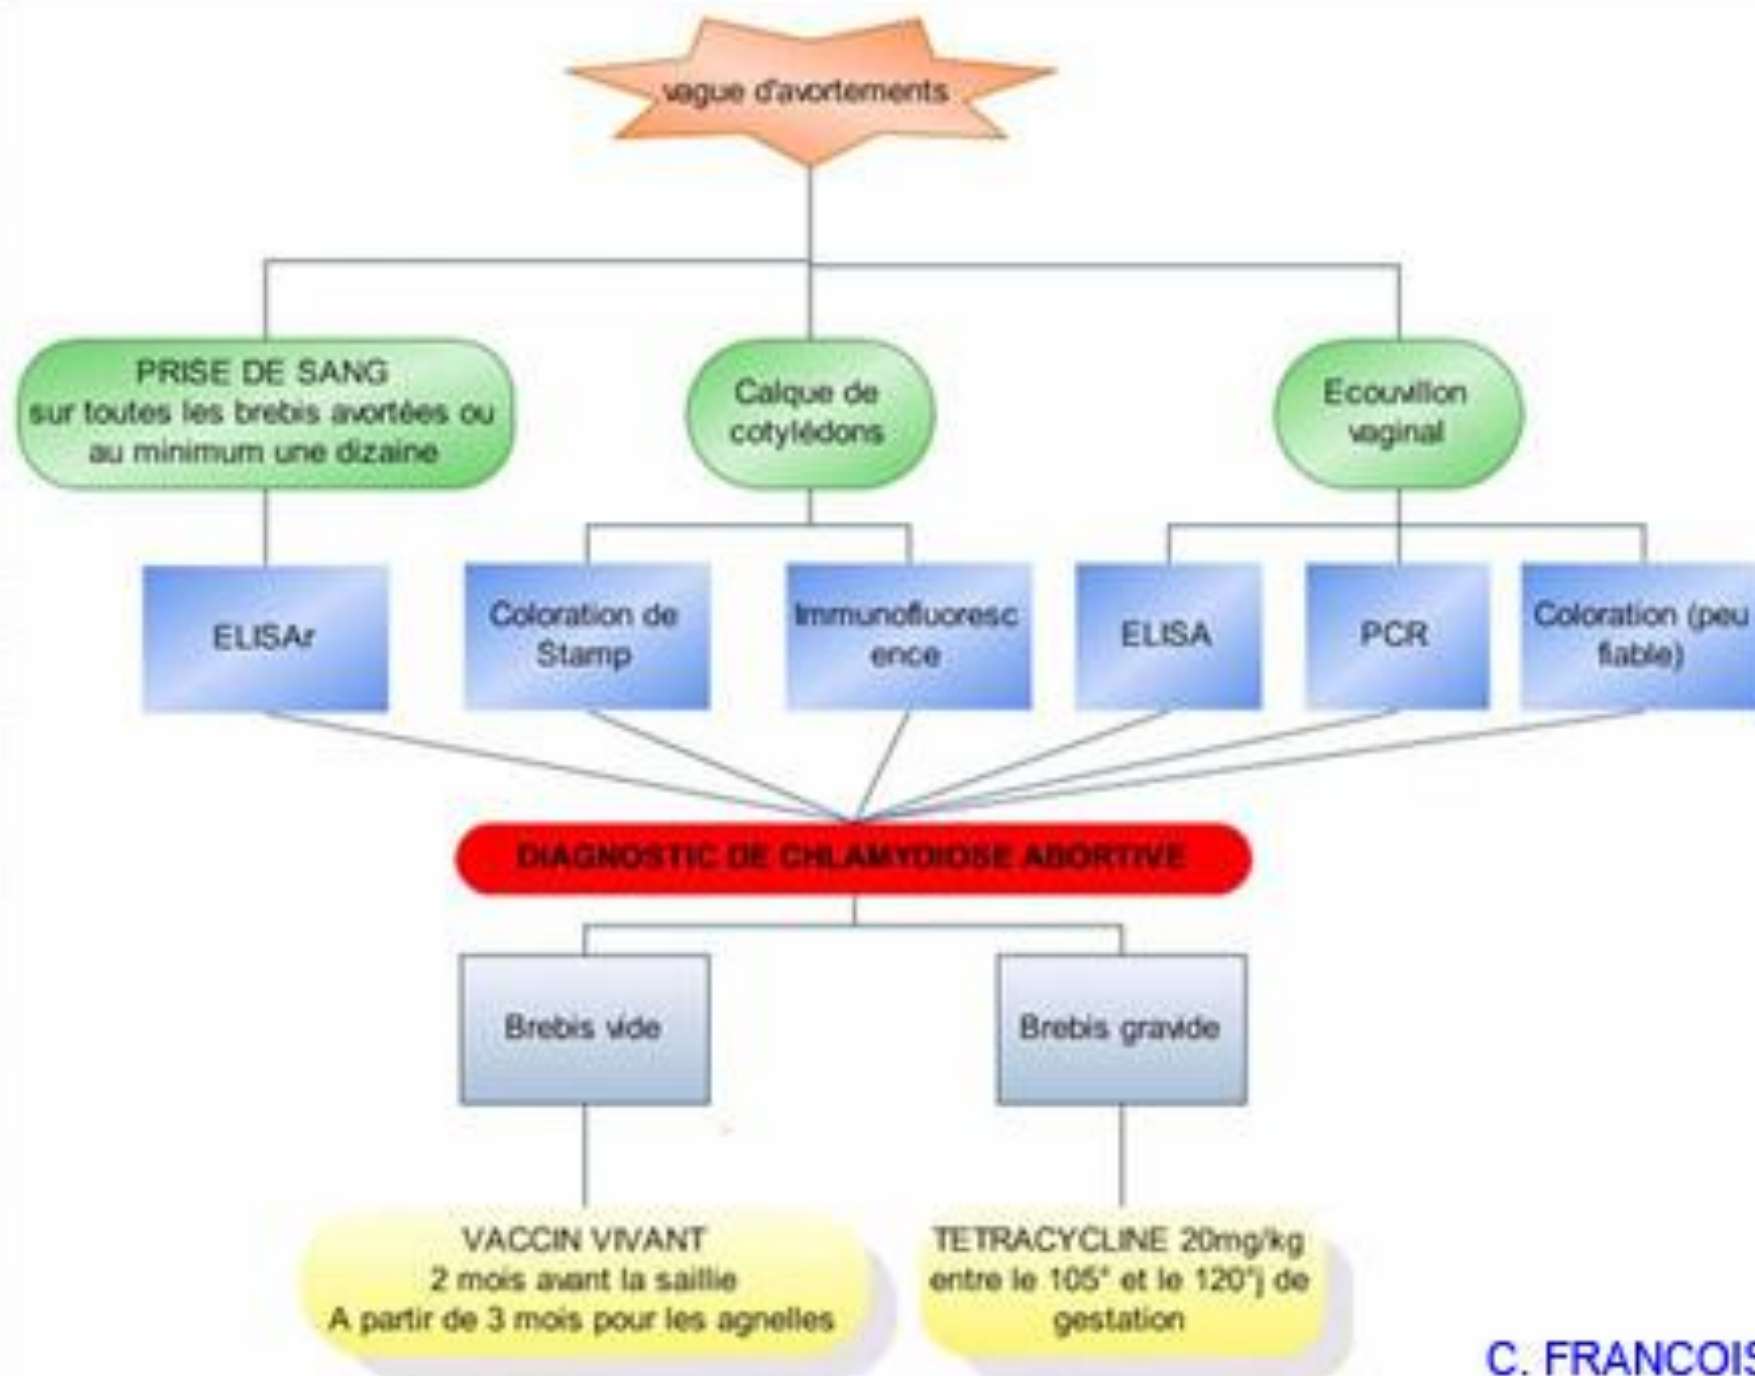 vague d'avortements
PRISE DE SANG
sur toutes les brebis avortées ou
au minimum une dizaine
Calque de
cotylédons
Ecouvillon
vaginal
ELISAr
Coloration de
Stamp
Immunofluoresc
ence
ELISA
PCR
Coloration (peu
fiable)
DIAGNOSTIC DE CHLAMYDIOSE ABORTIVE
Brebis vide
Brebis gravide
VACCIN VIVANT
2 mois avant la saillie
A partir de 3 mois pour les agnelles
TETRACYCLINE 20mg/kg
entre le 105° et le 120°j de
gestation
C. FRANCOIS